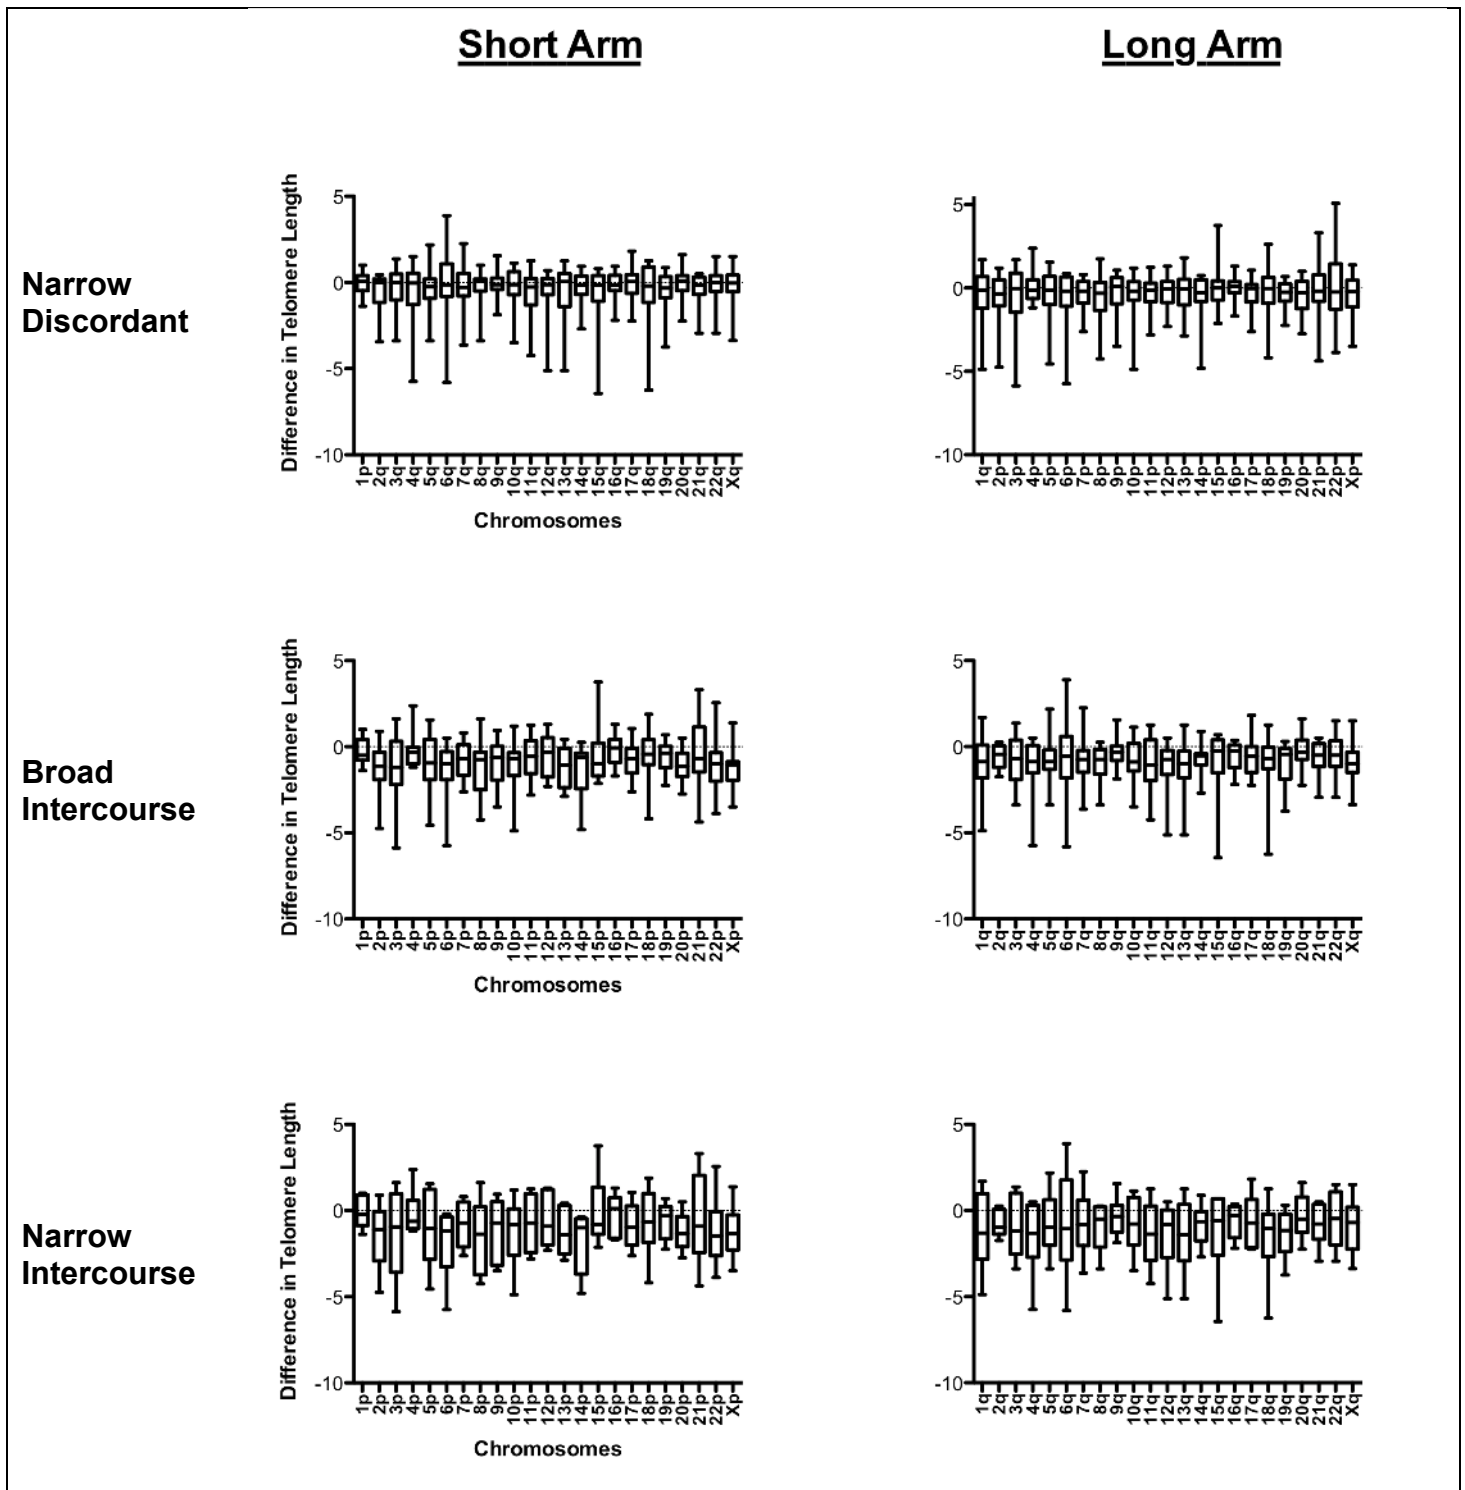 Short Arm
Long Arm
Narrow
Discordant
Difference in Telomere Length
5
0
-5
-10
1p 2q 3q 4q 5q 6q 7q 8q 9q 10q 11q 12q 13q 14q 15q 16q 17q 18q 19q 20q 21q 22q Xq
Chromosomes
5
0
-5
-10
1q 2p 3p 4p 5p 6p 7p 8p 9p 10p 11p 12p 13p 14p 15p 16p 17p 18p 19p 20p 21p 22p Xp
Broad
Intercourse
Difference in Telomere Length
5
0
-5
-10
1p 2p 3p 4p 5p 6p 7p 8p 9p 10p 11p 12p 13p 14p 15p 16p 17p 18p 19p 20p 21p 22p Xp
Chromosomes
5
0
-5
-10
1q 2q 3q 4q 5q 6q 7q 8q 9q 10q 11q 12q 13q 14q 15q 16q 17q 18q 19q 20q 21q 22q Xq
Narrow
Intercourse
Difference in Telomere Length
5
0
-5
-10
1p 2p 3p 4p 5p 6p 7p 8p 9p 10p 11p 12p 13p 14p 15p 16p 17p 18p 19p 20p 21p 22p Xp
Chromosomes
5
0
-5
-10
1q 2q 3q 4q 5q 6q 7q 8q 9q 10q 11q 12q 13q 14q 15q 16q 17q 18q 19q 20q 21q 22q Xq